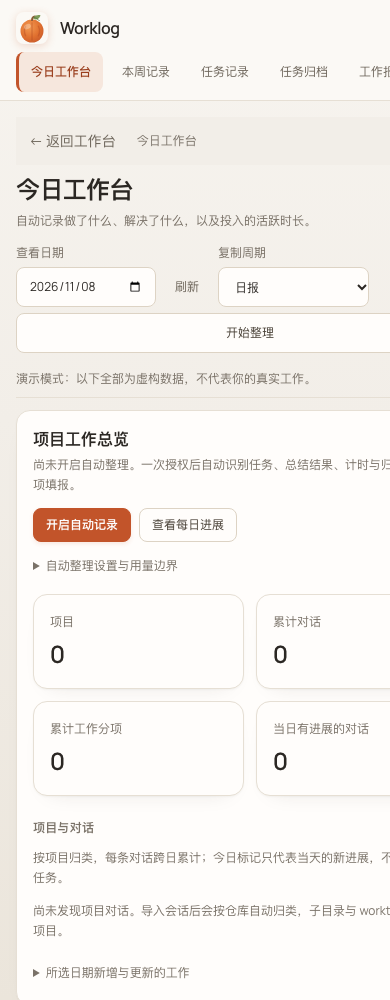 Worklog
今日工作台 本周记录 任务记录 任务归档
← 返回工作台 今日工作台
今日工作台
自动记录做了什么、解决了什么，以及投入的活跃时长。
查看日期 复制周期
2026/11/08 刷新 日报
开始整理
演示模式：以下全部为虚构数据，不代表你的真实工作。
项目工作总览
尚未开启自动整理。一次授权后自动识别任务、总结结果、计时与
项填报。
开启自动记录 查看每日进展
▶ 自动整理设置与用量边界
项目 累计对话
0 0
累计工作分项 当日有进展的对话
0 0
项目与对话
按项目归类，每条对话跨日累计；今日标记只代表当天的新进展，
任务。
尚未发现项目对话。导入会话后会按仓库自动归类，子目录与
项目。
▶ 所选日期新增与更新的工作